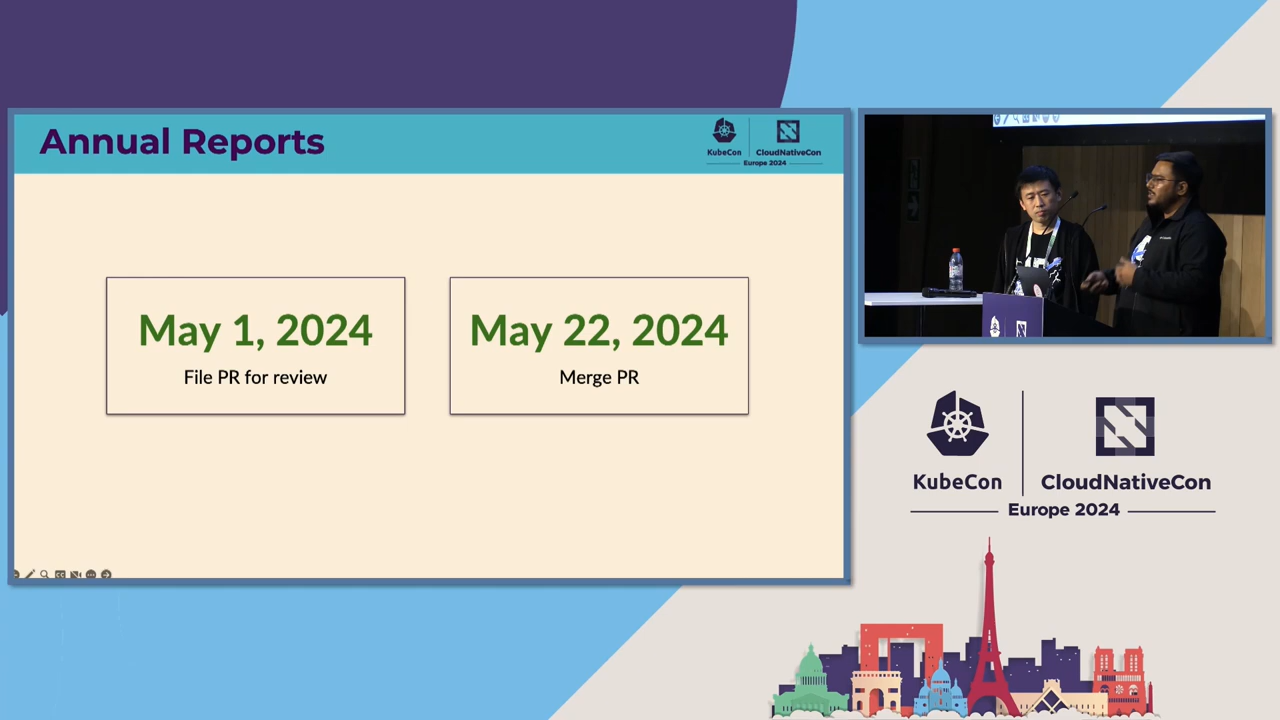 Annual Reports
KubeCon
CloudNativeCon
Europe 2024
May 1, 2024
File PR for review
May 22, 2024
Merge PR
KubeCon
CloudNativeCon
Europe 2024